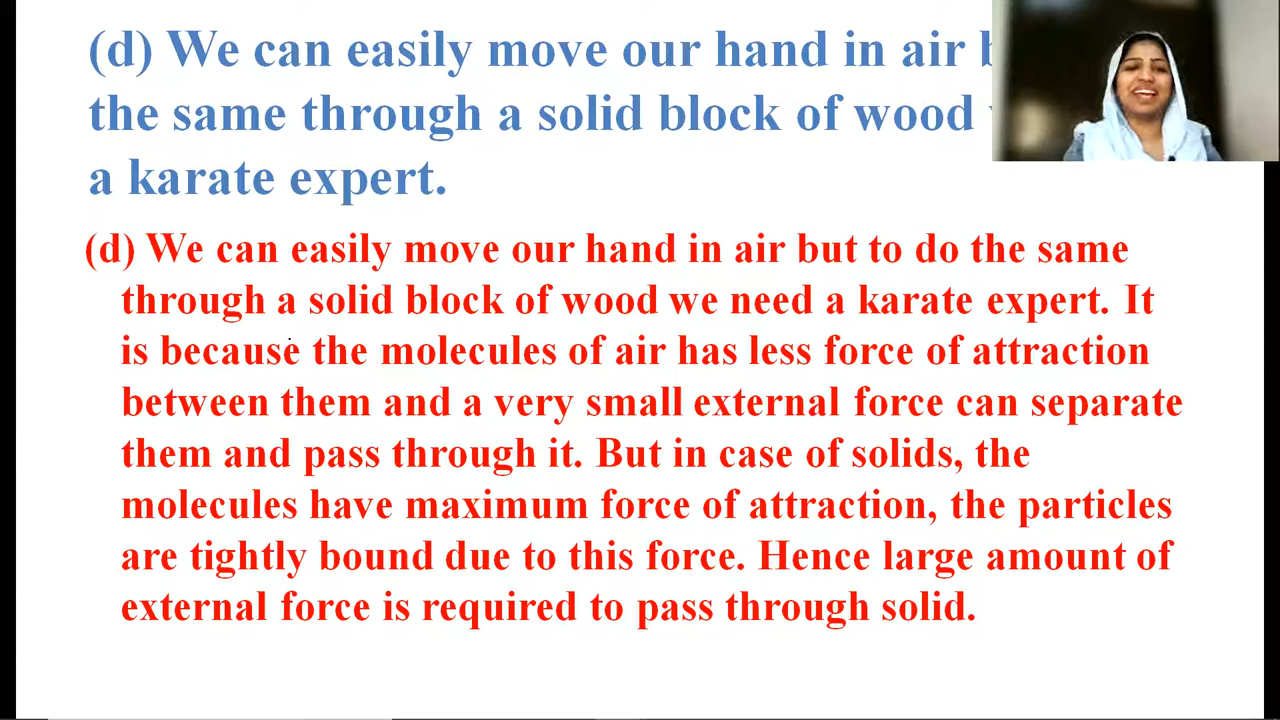 (d) We can easily move our hand in air
the same through a solid block of wood
a karate expert.
(d) We can easily move our hand in air but to do the same
through a solid block of wood we need a karate expert. It
is because the molecules of air has less force of attraction
between them and a very small external force can separate
them and pass through it. But in case of solids, the
molecules have maximum force of attraction, the particles
are tightly bound due to this force. Hence large amount of
external force is required to pass through solid.